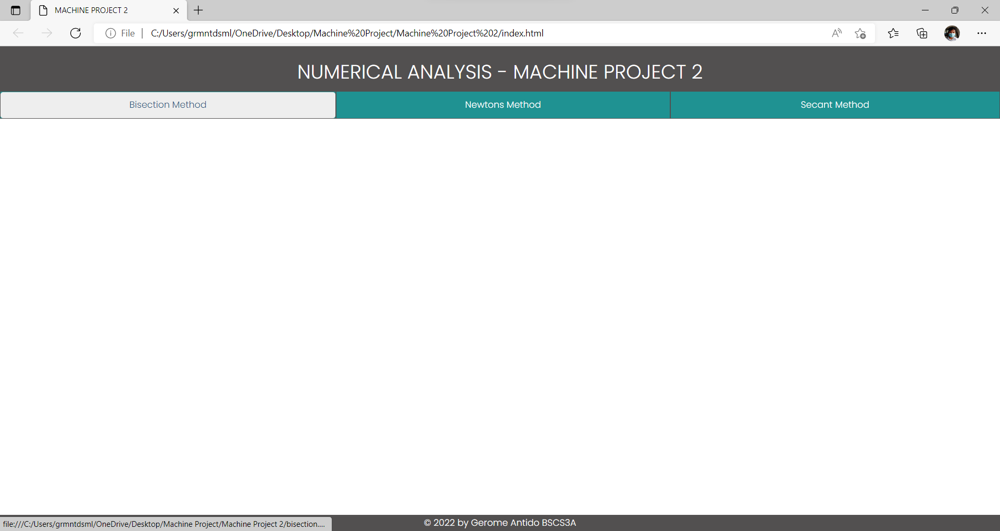 MACHINE PROJECT 2
File
C:/Users/grmntdsml/OneDrive/Desktop/Machine%20Project/Machine%20Project%202/index.html
NUMERICAL ANALYSIS - MACHINE PROJECT 2
Bisection Method
Newtons Method
Secant Method
file:///C:/Users/grmntdsml/OneDrive/Desktop/Machine Project/Machine Project 2/bisection....
© 2022 by Gerome Antido BSCS3A